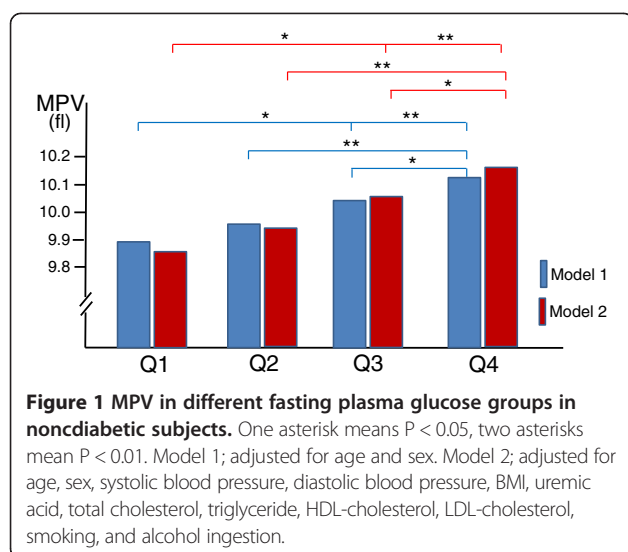 * **
**
*
MPV
(fl)
* **
**
*
10.2
10.1
10.0
9.9
9.8
Model 1
Model 2
Q1 Q2 Q3 Q4
Figure 1 MPV in different fasting plasma glucose groups in
noncdiabetic subjects. One asterisk means P < 0.05, two asterisks
mean P < 0.01. Model 1; adjusted for age and sex. Model 2; adjusted for
age, sex, systolic blood pressure, diastolic blood pressure, BMI, uremic
acid, total cholesterol, triglyceride, HDL-cholesterol, LDL-cholesterol,
smoking, and alcohol ingestion.